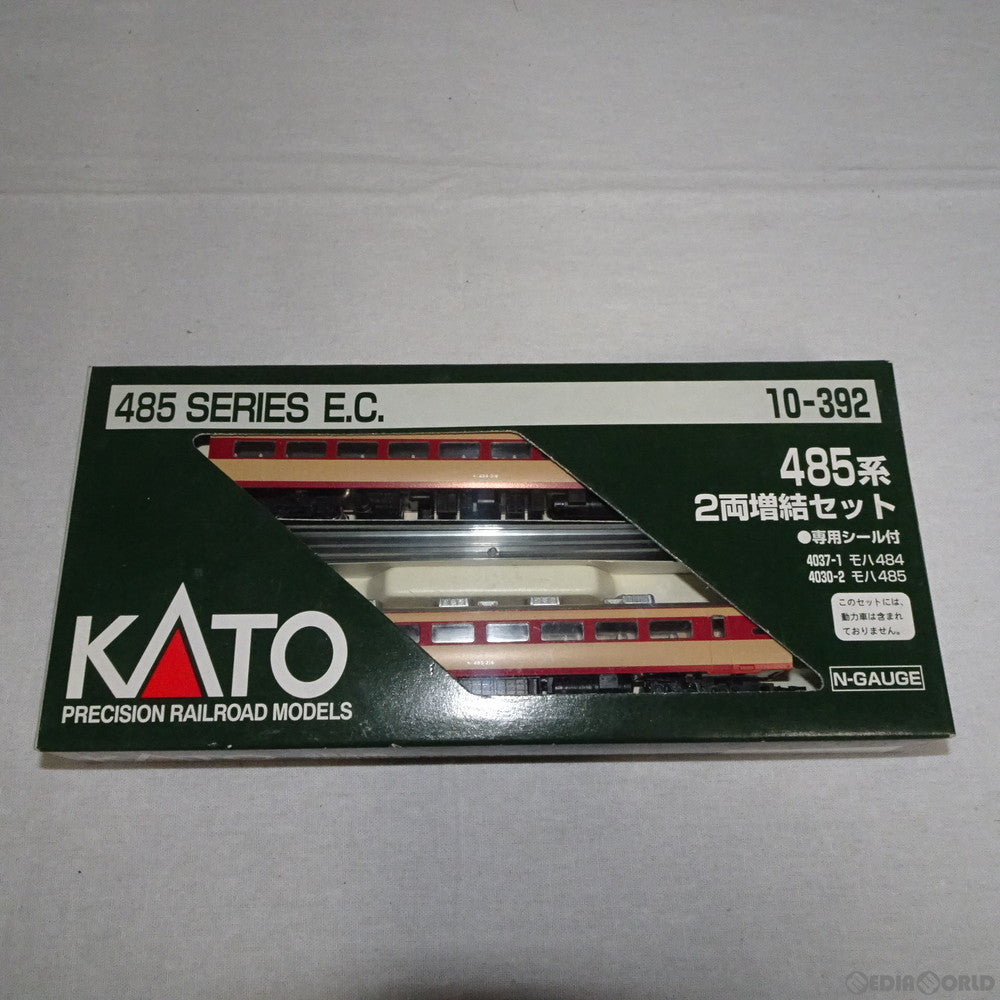 485 SERIES E.C.
10-392
485系
2両増結セット
●専用シール付
4037-1 モハ484
4030-2 モハ485
このセットには、
動力車は含まれ
ておりません。
N-GAUGE
KATO
PRECISION RAILROAD MODELS
MEDIAWORLD